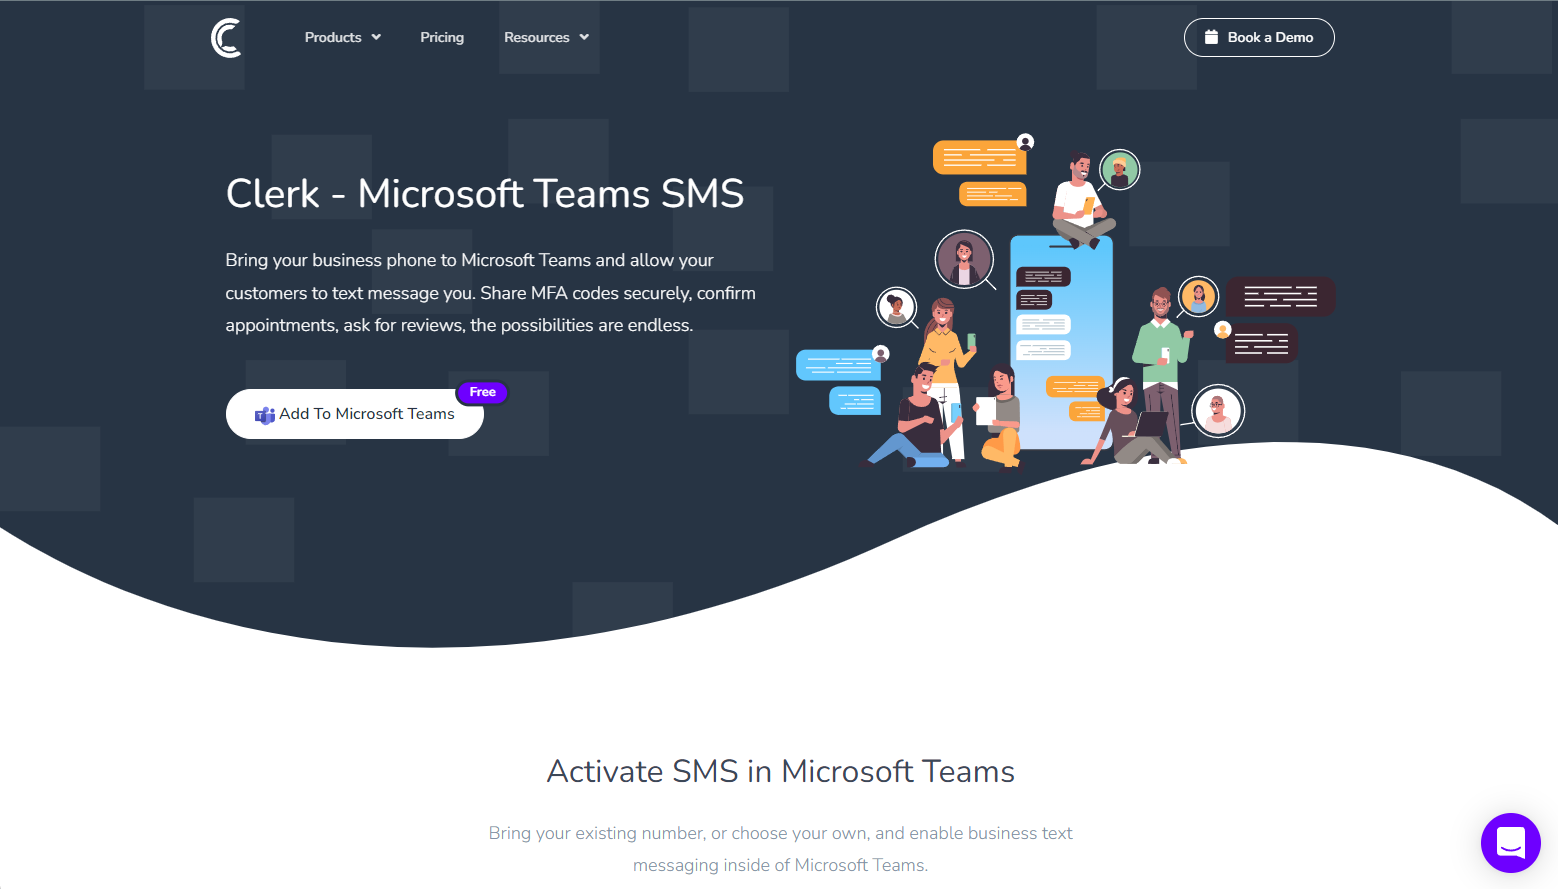 Products
Pricing
Resources
Book a Demo
Clerk - Microsoft Teams SMS
Bring your business phone to Microsoft Teams and allow your
customers to text message you. Share MFA codes securely, confirm
appointments, ask for reviews, the possibilities are endless.
Free
Add To Microsoft Teams
Activate SMS in Microsoft Teams
Bring your existing number, or choose your own, and enable business text
messaging inside of Microsoft Teams.